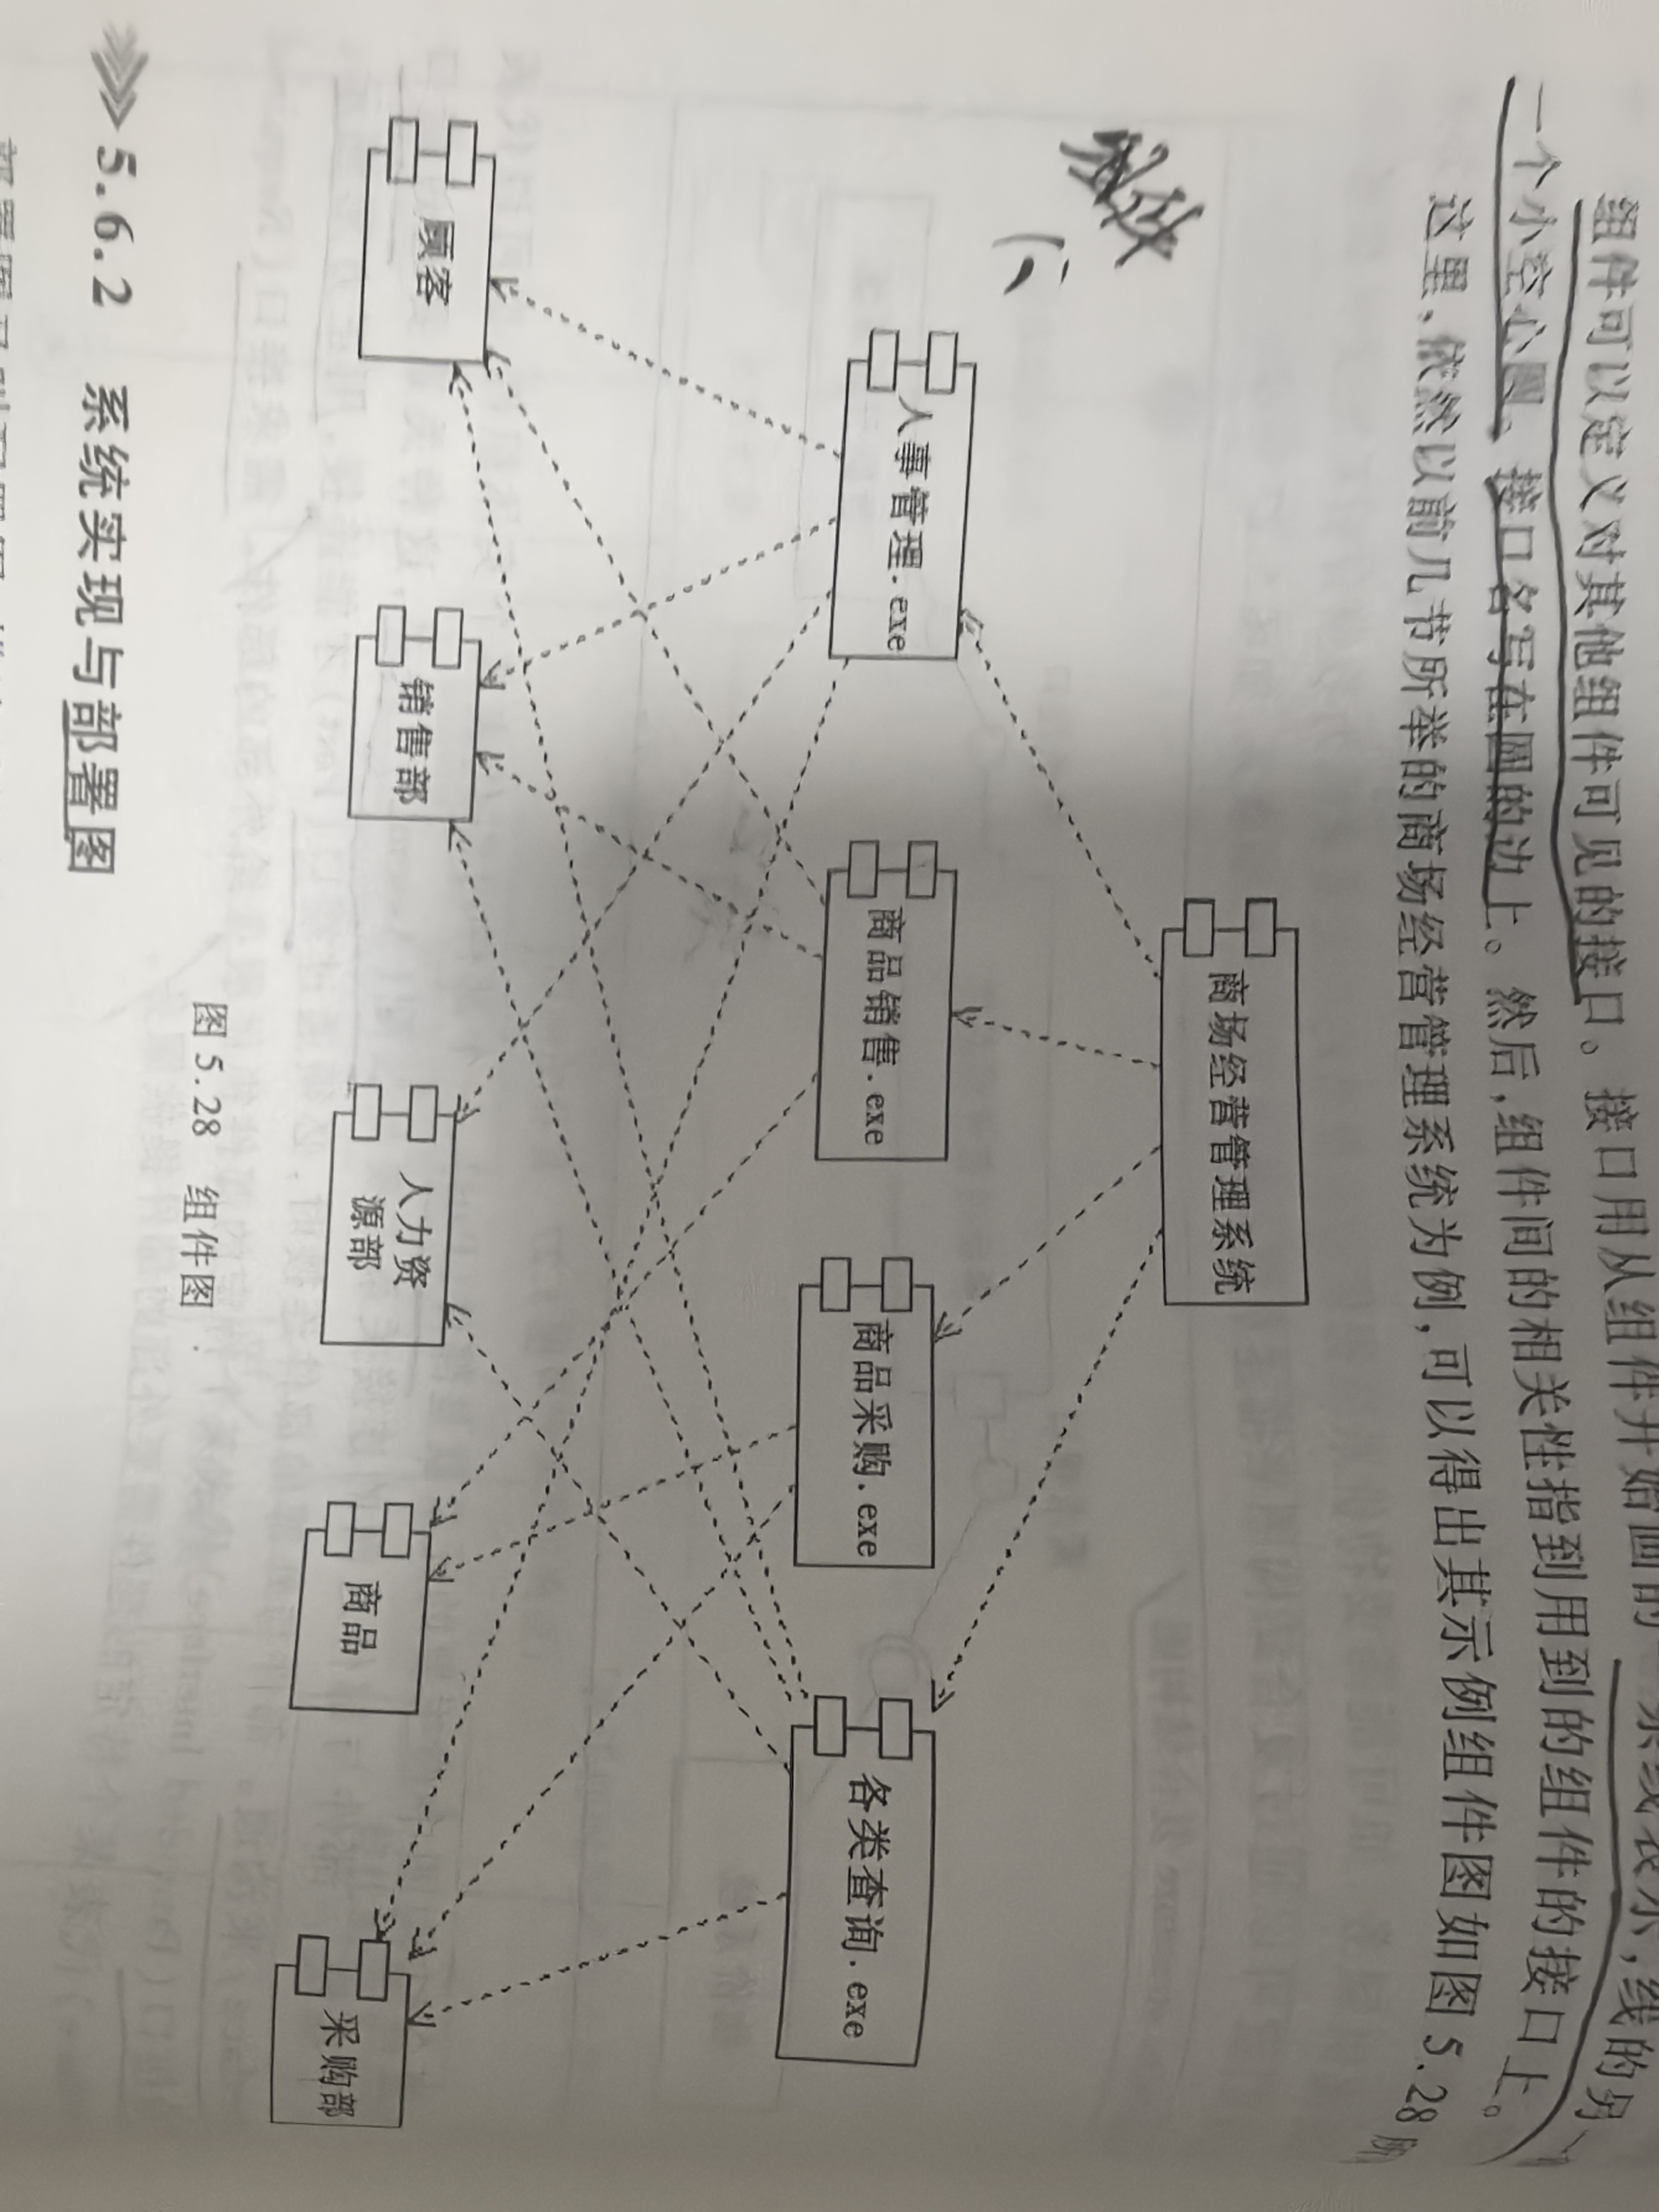 组件可以定义对其他组件可见的接口。接口用从组件开始画的一条线表示,线的另一
一个小空心圆、接口名写在圆的边上。然后,组件间的相关性指到用到的组件的接口上。
这里、依然以前几节所举的商场经营管理系统为例,可以得出其示例组件图如图5.28所
商场经营管理系统
组件
人事管理.exe
商品销售.exe
商品采购.exe
各类查询.exe
顾客
销售部
人力资
源部
商品
采购部
图5.28 组件图
5.6.2 系统实现与部署图